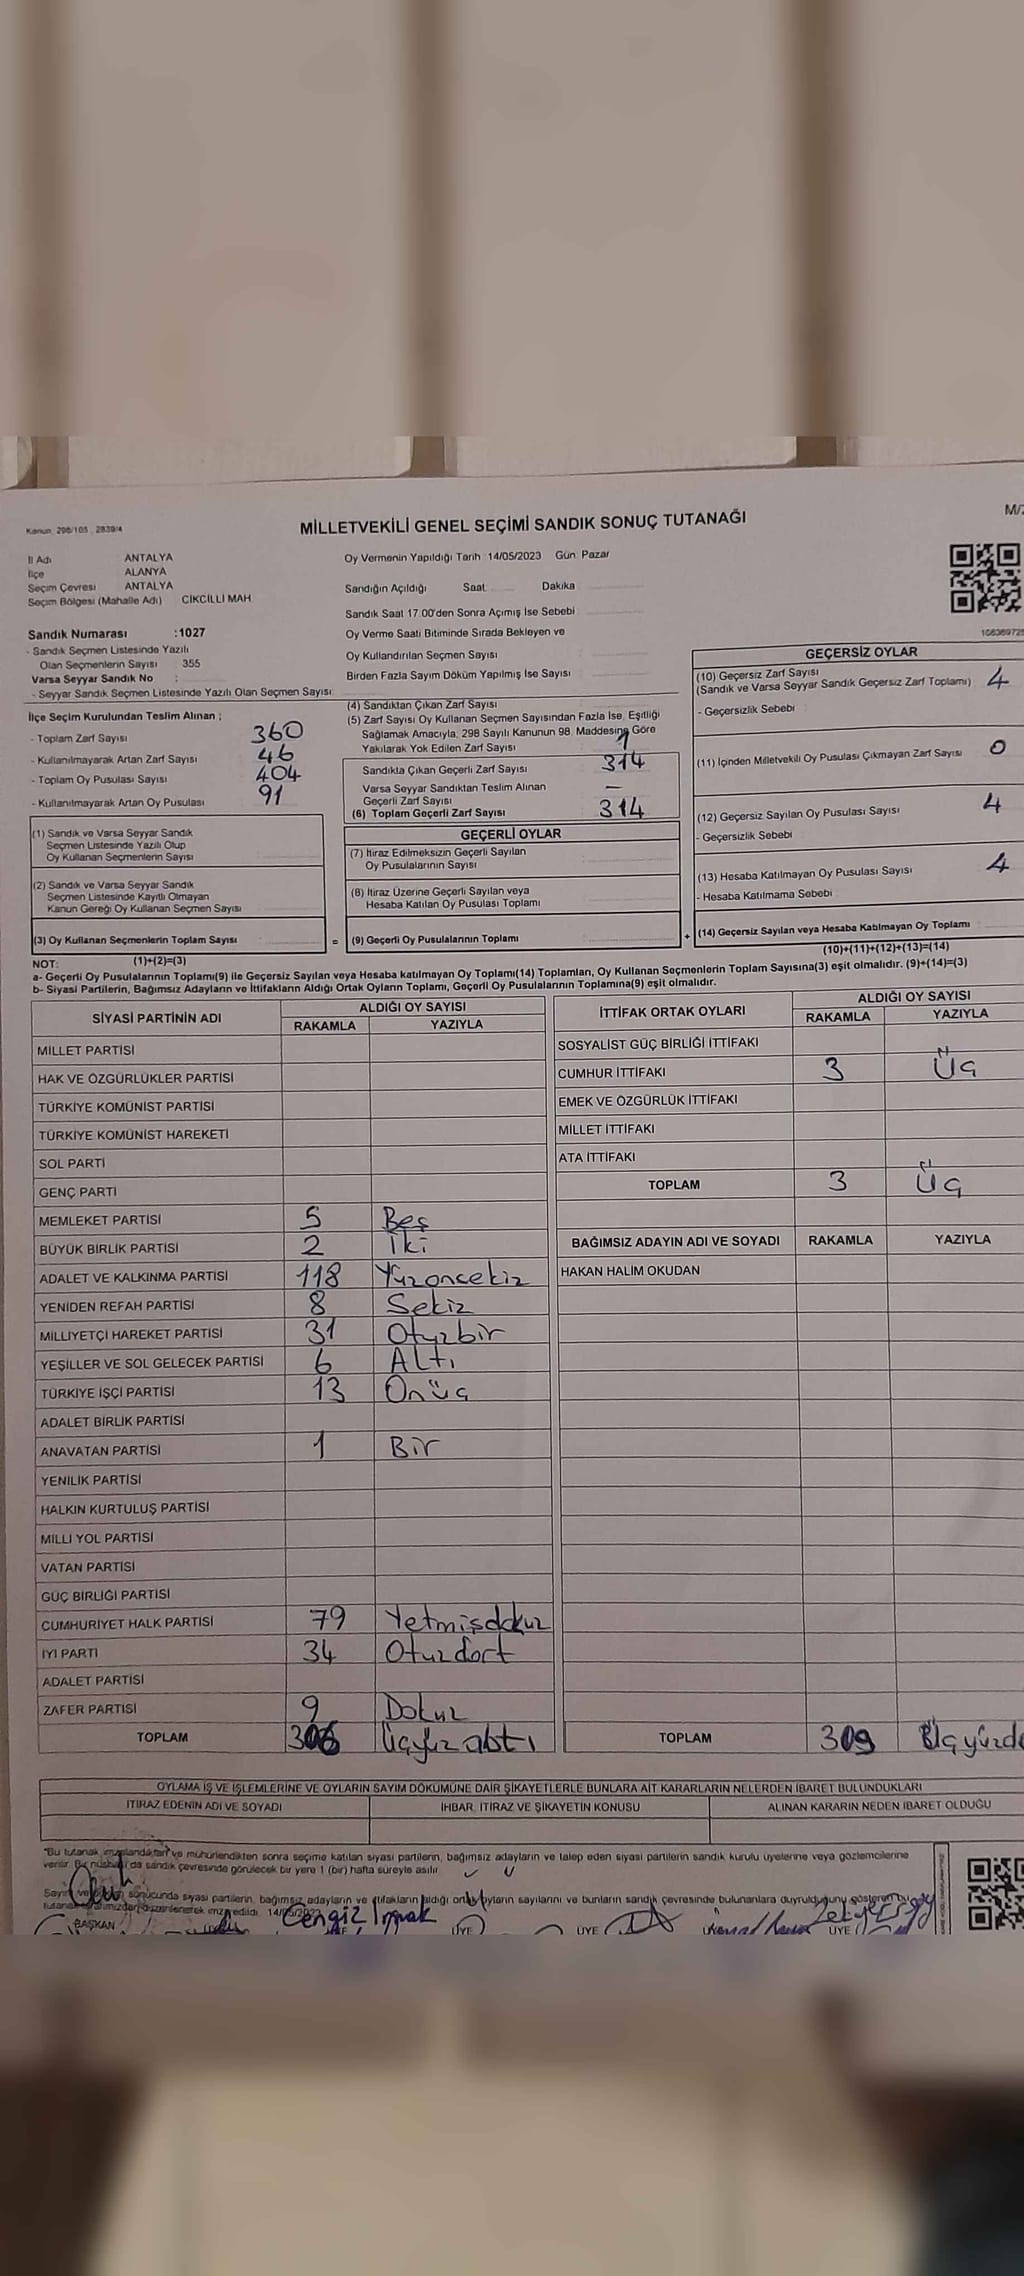 Kanun: 298/105 , 2839/4
MİLLETVEKİLİ GENEL SEÇİMİ SANDIK SONUÇ TUTANAĞI
İl Adı ANTALYA
İlçe ALANYA
Seçim Çevresi ANTALYA
Seçim Bölgesi (Mahalle Adı) CİKCİLLİ MAH.
Sandık Numarası :1027
- Sandık Seçmen Listesinde Yazılı
Olan Seçmenlerin Sayısı 355
Varsa Seyyar Sandık No :
- Seyyar Sandık Seçmen Listesinde Yazılı Olan Seçmen Sayısı
İlçe Seçim Kurulundan Teslim Alınan ;
- Toplam Zarf Sayısı 360
- Kullanılmayarak Artan Zarf Sayısı 46
- Toplam Oy Pusulası Sayısı 404
- Kullanılmayarak Artan Oy Pusulası 91
(1) Sandık ve Varsa Seyyar Sandık
Seçmen Listesinde Yazılı Olup
Oy Kullanan Seçmenlerin Sayısı
(2) Sandık ve Varsa Seyyar Sandık
Seçmen Listesinde Kayıtlı Olmayan
Kanun Gereği Oy Kullanan Seçmen Sayısı
(3) Oy Kullanan Seçmenlerin Toplam Sayısı
Oy Vermenin Yapıldığı Tarih 14/05/2023 Gün: Pazar
Sandığın Açıldığı Saat: Dakika
Sandık Saat 17.00'den Sonra Açımış İse Sebebi
Oy Verme Saati Bitiminde Sırada Bekleyen ve
Oy Kullandırılan Seçmen Sayısı
Birden Fazla Sayım Döküm Yapılmış İse Sayısı
(4) Sandıktan Çıkan Zarf Sayısı
(5) Zarf Sayısı Oy Kullanan Seçmen Sayısından Fazla İse, Eşitliği
Sağlamak Amacıyla, 298 Sayılı Kanunun 98. Maddesine Göre
Yakılarak Yok Edilen Zarf Sayısı 1
Sandıkta Çıkan Geçerli Zarf Sayısı 314
Varsa Seyyar Sandıktan Teslim Alınan
Geçerli Zarf Sayısı —
(6) Toplam Geçerli Zarf Sayısı 314
GEÇERLİ OYLAR
(7) İtiraz Edilmeksizin Geçerli Sayılan
Oy Pusulalarının Sayısı
(8) İtiraz Üzerine Geçerli Sayılan veya
Hesaba Katılan Oy Pusulası Toplamı
= (9) Geçerli Oy Pusulalarının Toplamı
GEÇERSİZ OYLAR
(10) Geçersiz Zarf Sayısı
(Sandık ve Varsa Seyyar Sandık Geçersiz Zarf Toplamı) 4
- Geçersizlik Sebebi
(11) İçinden Milletvekili Oy Pusulası Çıkmayan Zarf Sayısı 0
(12) Geçersiz Sayılan Oy Pusulası Sayısı 4
- Geçersizlik Sebebi
(13) Hesaba Katılmayan Oy Pusulası Sayısı 4
- Hesaba Katılmama Sebebi
+ (14) Geçersiz Sayılan veya Hesaba Katılmayan Oy Toplamı
NOT: (1)+(2)=(3) (10)+(11)+(12)+(13)=(14)
a- Geçerli Oy Pusulalarının Toplamı(9) ile Geçersiz Sayılan veya Hesaba katılmayan Oy Toplamı(14) Toplamları, Oy Kullanan Seçmenlerin Toplam Sayısına(3) eşit olmalıdır. (9)+(14)=(3)
b- Siyasi Partilerin, Bağımsız Adayların ve İttifakların Aldığı Ortak Oyların Toplamı, Geçerli Oy Pusulalarının Toplamına(9) eşit olmalıdır.
SİYASİ PARTİNİN ADI ALDIĞI OY SAYISI
RAKAMLA YAZIYLA
MİLLET PARTİSİ
HAK VE ÖZGÜRLÜKLER PARTİSİ
TÜRKİYE KOMÜNİST PARTİSİ
TÜRKİYE KOMÜNİST HAREKETİ
SOL PARTİ
GENÇ PARTİ
MEMLEKET PARTİSİ 5 Beş
BÜYÜK BİRLİK PARTİSİ 2 İki
ADALET VE KALKINMA PARTİSİ 118 Yüzonsekiz
YENİDEN REFAH PARTİSİ 8 Sekiz
MİLLİYETÇİ HAREKET PARTİSİ 31 Otuzbir
YEŞİLLER VE SOL GELECEK PARTİSİ 6 Altı
TÜRKİYE İŞÇİ PARTİSİ 13 Onüç
ADALET BİRLİK PARTİSİ
ANAVATAN PARTİSİ 1 Bir
YENİLİK PARTİSİ
HALKIN KURTULUŞ PARTİSİ
MİLLİ YOL PARTİSİ
VATAN PARTİSİ
GÜÇ BİRLİĞİ PARTİSİ
CUMHURİYET HALK PARTİSİ 79 Yetmişdokuz
İYİ PARTİ 34 Otuzdört
ADALET PARTİSİ
ZAFER PARTİSİ 9 Dokuz
TOPLAM 306 Üçyüz altı
İTTİFAK ORTAK OYLARI ALDIĞI OY SAYISI
RAKAMLA YAZIYLA
SOSYALİST GÜÇ BİRLİĞİ İTTİFAKI
CUMHUR İTTİFAKI 3 Üç
EMEK VE ÖZGÜRLÜK İTTİFAKI
MİLLET İTTİFAKI
ATA İTTİFAKI
TOPLAM 3 Üç
BAĞIMSIZ ADAYIN ADI VE SOYADI RAKAMLA YAZIYLA
HAKAN HALİM OKUDAN
TOPLAM 309
OYLAMA İŞ VE İŞLEMLERİNE VE OYLARIN SAYIM DÖKÜMÜNE DAİR ŞİKAYETLERLE BUNLARA AİT KARARLARIN NELERDEN İBARET BULUNDUKLARI
İTİRAZ EDENİN ADI VE SOYADI İHBAR, İTİRAZ VE ŞİKAYETİN KONUSU ALINAN KARARIN NEDEN İBARET OLDUĞU
"Bu tutanak imzalandıktan ve mühürlendikten sonra seçime katılan siyasi partilerin, bağımsız adayların ve talep eden siyasi partilerin sandık kurulu üyelerine veya gözlemcilerine
verilir. Bir nüshası da sandık çevresinde görülecek bir yere 1 (bir) hafta süreyle asılır.
sonucunda siyasi partilerin, bağımsız adayların ve ittifakların aldığı oyların sayılarını ve bunların sandık çevresinde bulunanlara duyrulduğunu gösteren
Cengiz Irmak
BAŞKAN ÜYE ÜYE ÜYE